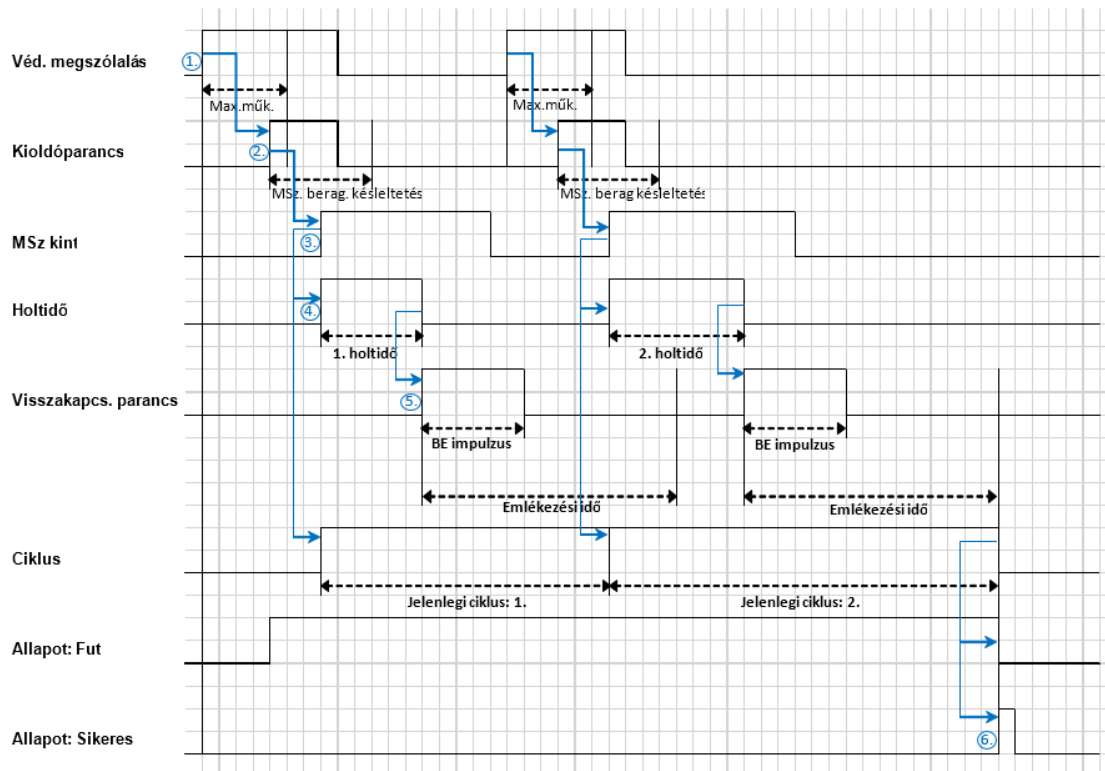 Véd. megszólalás
1.
Max.műk.
Max.műk.
Kioldóparancs
2.
MSz. berag. késleltetés
MSz. berag késleltetés
MSz kint
3.
Holtidő
4.
1. holtidő
2. holtidő
Visszakapcs. parancs
5.
BE impulzus
BE impulzus
Emlékezési idő
Emlékezési idő
Ciklus
Jelenlegi ciklus: 1.
Jelenlegi ciklus: 2.
Allapot: Fut
Allapot: Sikeres
6.